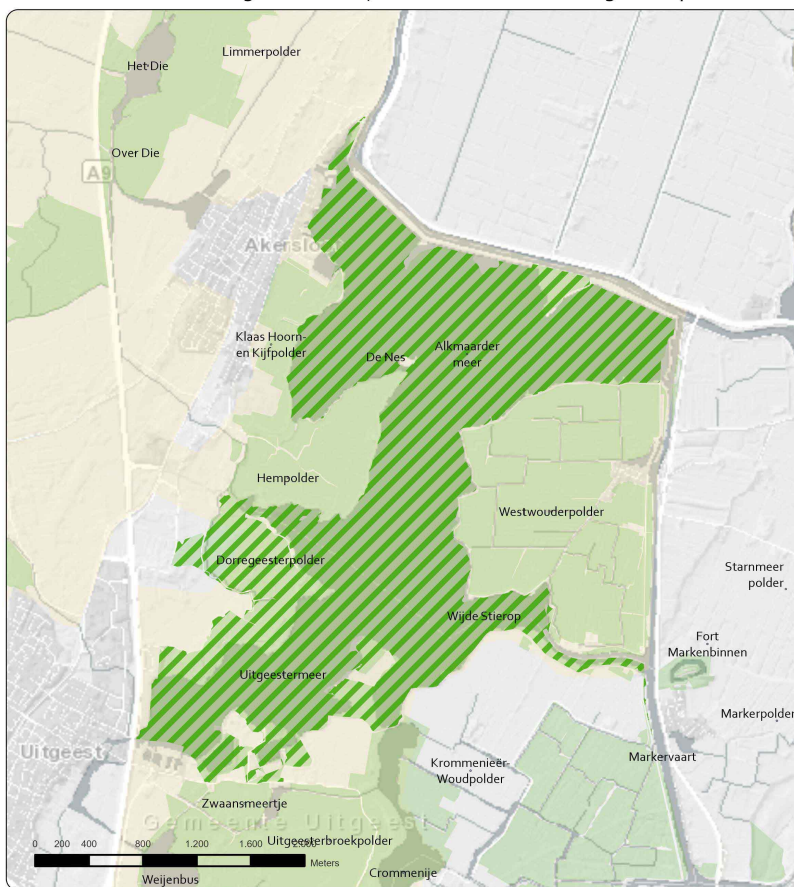 Limmerpolder
Het Die
Over Die
A9
Akersloot
Klaas Hoorn-
en Kijfpolder
De Nes
Alkmaarder
meer
Hempolder
Westwouderpolder
Dorregeesterpolder
Starnmeer
polder
Wijde Stierop
Fort
Markenbinnen
Uitgeestermeer
Markerpolder
Uitgeest
Krommenieër-
Woudpolder
Markervaart
Zwaansmeertje
Gemeente Uitgeest
Uitgeesterbroekpolder
0 200 400 800 1.200 1.600 2.000
Meters
Crommenije
Weijenbus